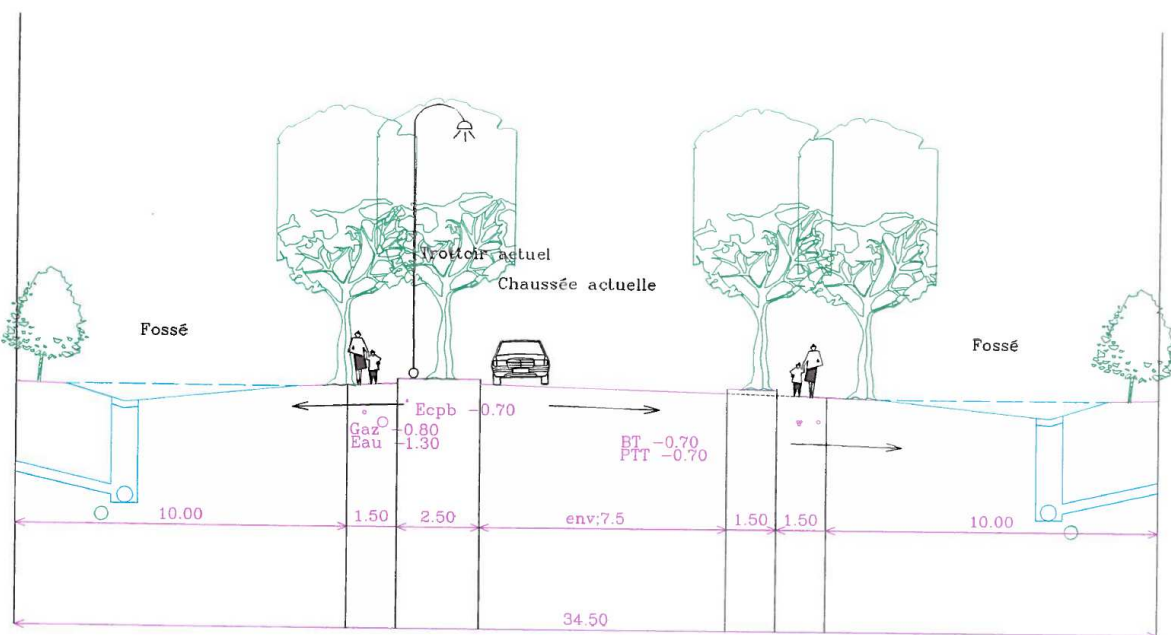 Trottoir actuel
Chaussée actuelle
Fossé
Fossé
Ecpb -0.70
Gaz -0.80
Eau -1.30
BT -0.70
PTT -0.70
10.00 1.50 2.50 env;7.5 1.50 1.50 10.00
34.50